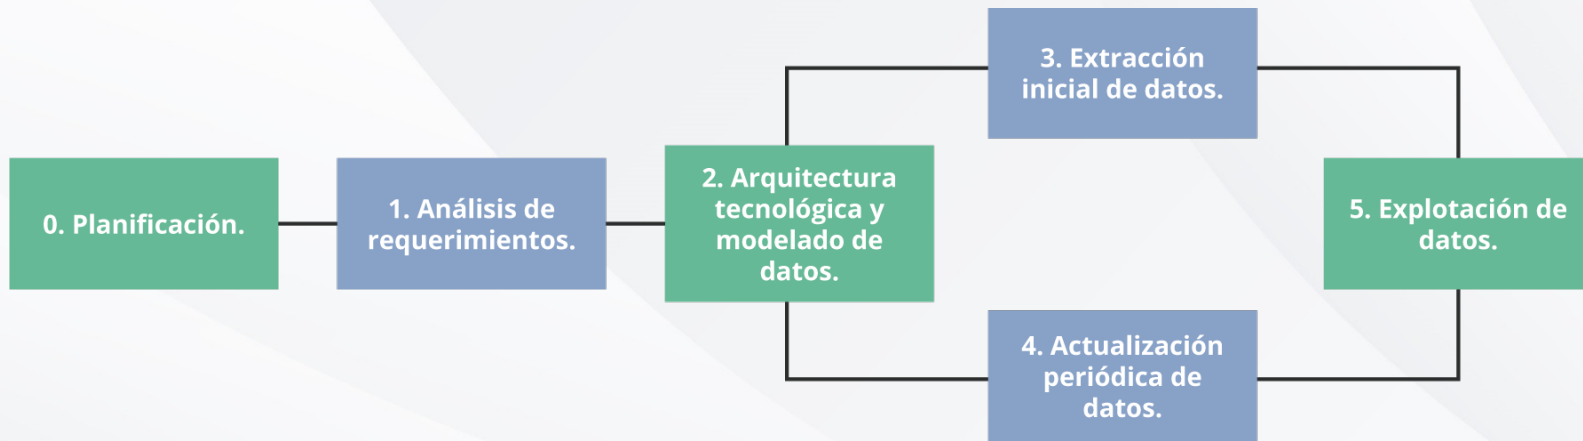 0. Planificación.
1. Análisis de
requerimientos.
2. Arquitectura
tecnológica y
modelado de
datos.
3. Extracción
inicial de datos.
4. Actualización
periódica de
datos.
5. Explotación de
datos.